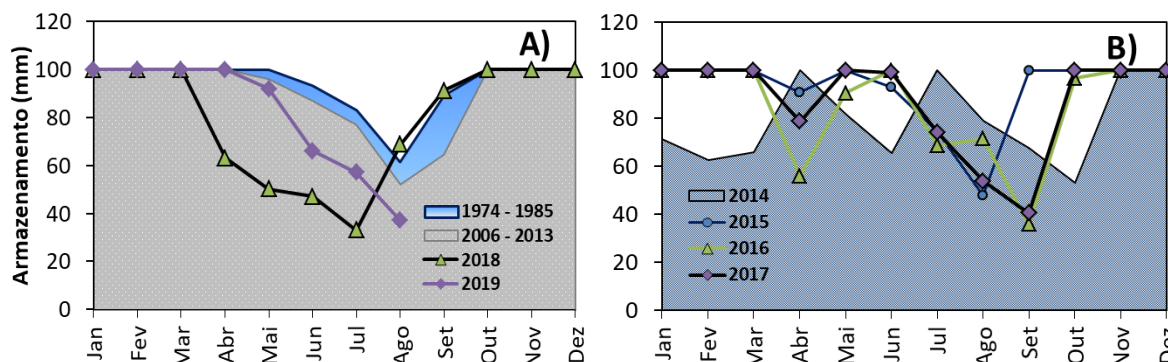 A)
Armazenamento (mm)
120
100
80
60
40
20
0
1974 - 1985
2006 - 2013
2018
2019
Jan Fev Mar Abr Mai Jun Jul Ago Set Out Nov Dez
B)
120
100
80
60
40
20
0
2014
2015
2016
2017
Jan Fev Mar Abr Mai Jun Jul Ago Set Out Nov Dez